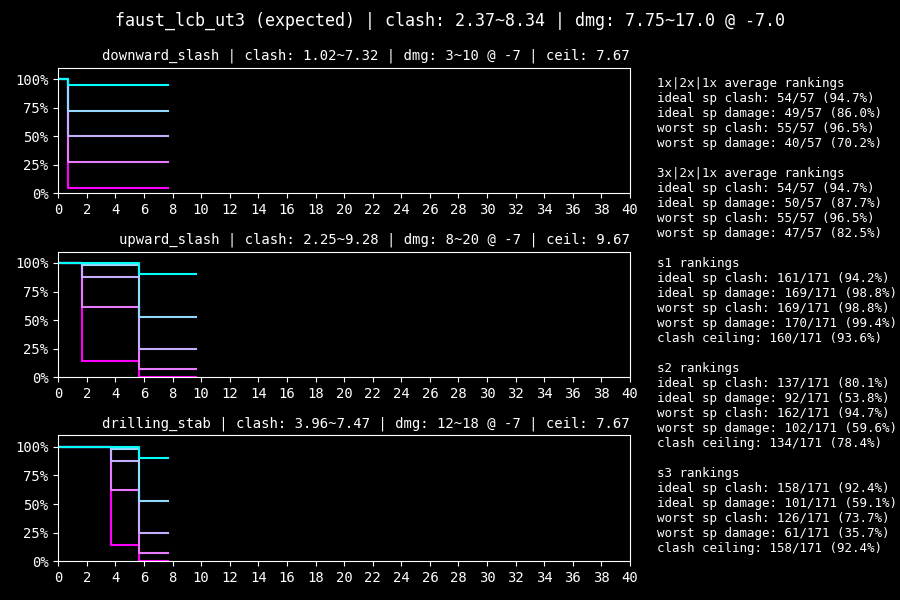 faust_lcb_ut3 (expected) | clash: 2.37~8.34 | dmg: 7.75~17.0 @ -7.0
downward_slash | clash: 1.02~7.32 | dmg: 3~10 @ -7 | ceil: 7.67
100%
75%
50%
25%
0%
0 2 4 6 8 10 12 14 16 18 20 22 24 26 28 30 32 34 36 38 40
upward_slash | clash: 2.25~9.28 | dmg: 8~20 @ -7 | ceil: 9.67
100%
75%
50%
25%
0%
0 2 4 6 8 10 12 14 16 18 20 22 24 26 28 30 32 34 36 38 40
drilling_stab | clash: 3.96~7.47 | dmg: 12~18 @ -7 | ceil: 7.67
100%
75%
50%
25%
0%
0 2 4 6 8 10 12 14 16 18 20 22 24 26 28 30 32 34 36 38 40
1x|2x|1x average rankings
ideal sp clash: 54/57 (94.7%)
ideal sp damage: 49/57 (86.0%)
worst sp clash: 55/57 (96.5%)
worst sp damage: 40/57 (70.2%)
3x|2x|1x average rankings
ideal sp clash: 54/57 (94.7%)
ideal sp damage: 50/57 (87.7%)
worst sp clash: 55/57 (96.5%)
worst sp damage: 47/57 (82.5%)
s1 rankings
ideal sp clash: 161/171 (94.2%)
ideal sp damage: 169/171 (98.8%)
worst sp clash: 169/171 (98.8%)
worst sp damage: 170/171 (99.4%)
clash ceiling: 160/171 (93.6%)
s2 rankings
ideal sp clash: 137/171 (80.1%)
ideal sp damage: 92/171 (53.8%)
worst sp clash: 162/171 (94.7%)
worst sp damage: 102/171 (59.6%)
clash ceiling: 134/171 (78.4%)
s3 rankings
ideal sp clash: 158/171 (92.4%)
ideal sp damage: 101/171 (59.1%)
worst sp clash: 126/171 (73.7%)
worst sp damage: 61/171 (35.7%)
clash ceiling: 158/171 (92.4%)